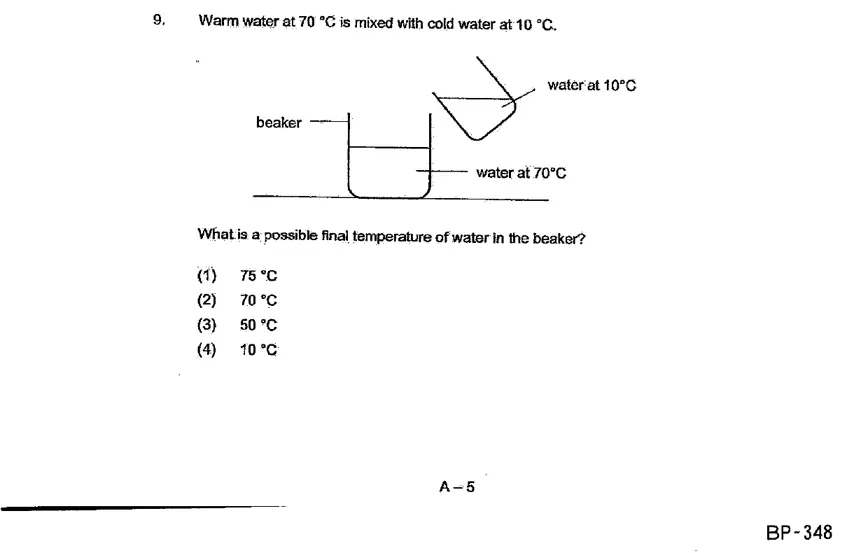 9. Warm water at 70 °C is mixed with cold water at 10 °C.
water at 10°C
beaker
water at 70°C
What is a possible final temperature of water in the beaker?
(1) 75 °C
(2) 70 °C
(3) 50 °C
(4) 10 °C
A – 5
BP-348